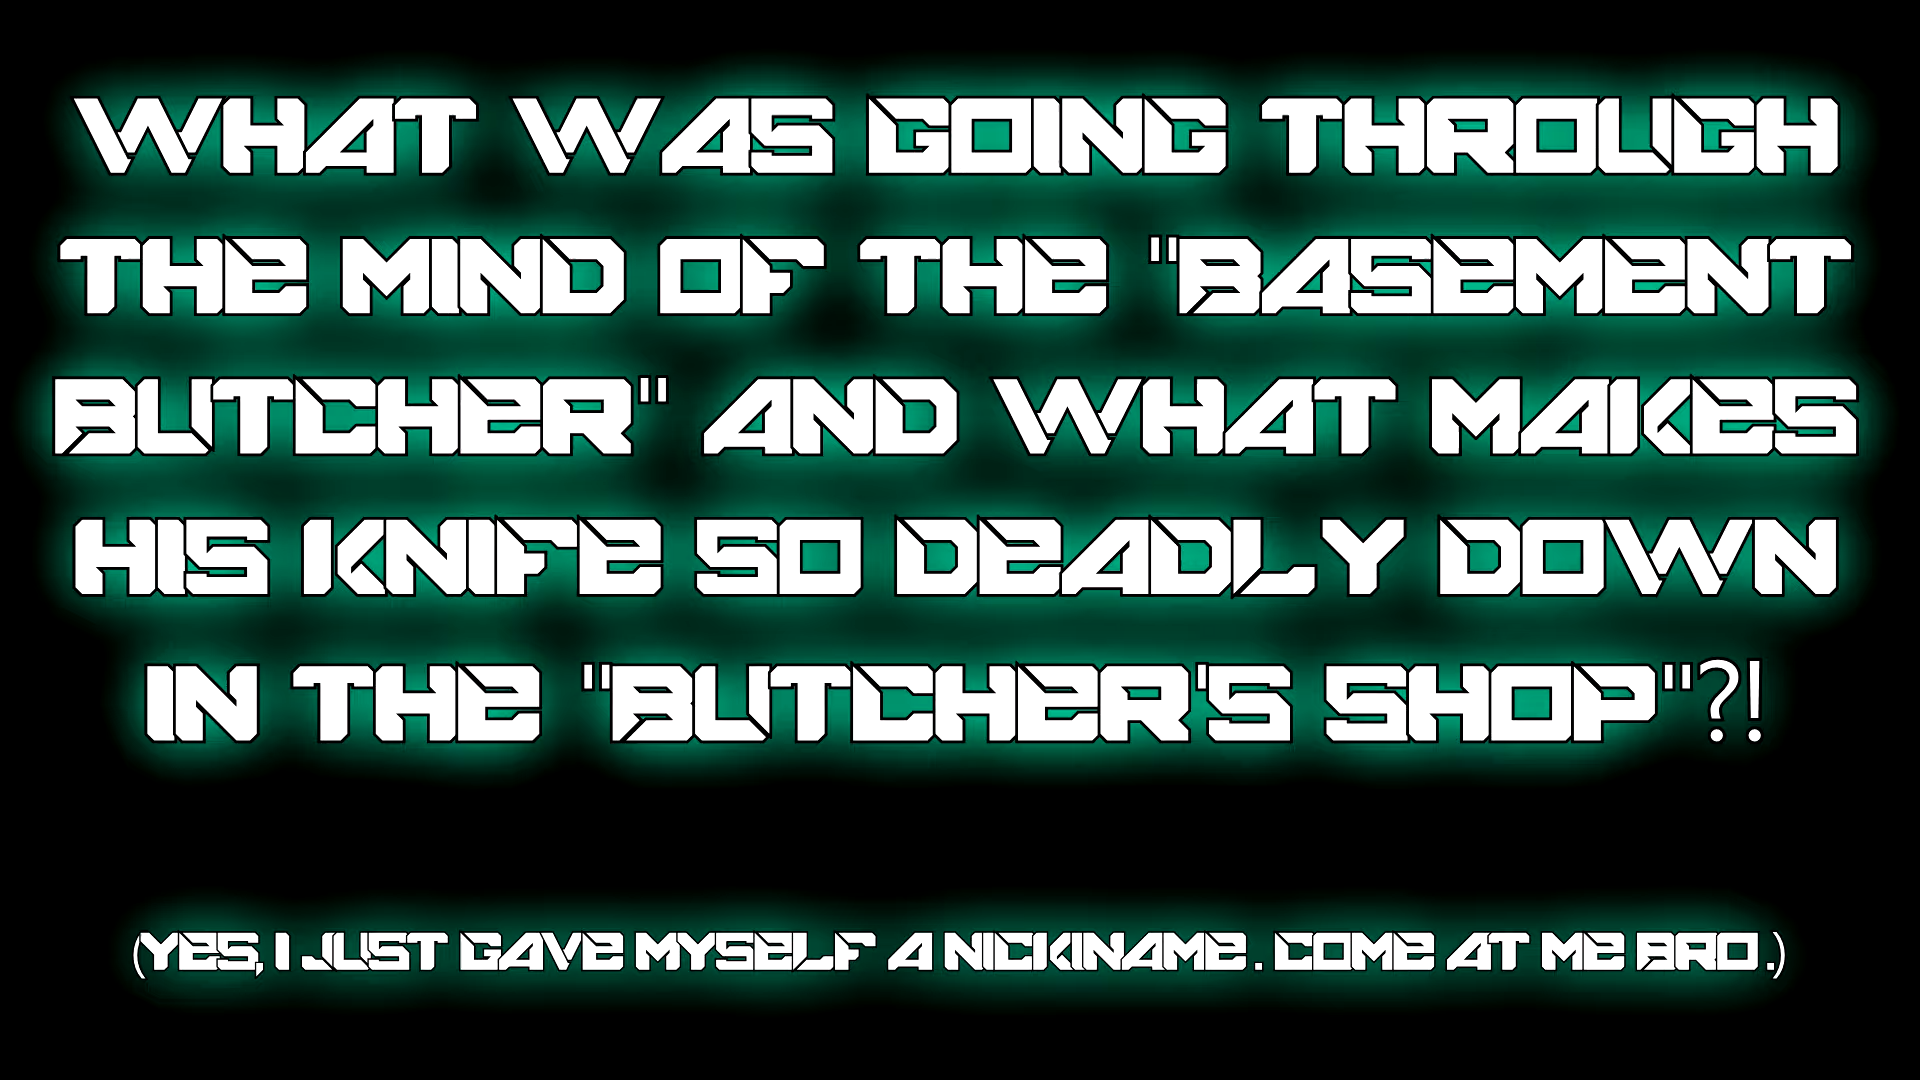 WHAT WAS GOING THROUGH
THE MIND OF THE "BASEMENT
BUTCHER" AND WHAT MAKES
HIS KNIFE SO DEADLY DOWN
IN THE "BUTCHER'S SHOP"?!
(YES, I JUST GAVE MYSELF A NICKINAME. COME AT ME BRO.)